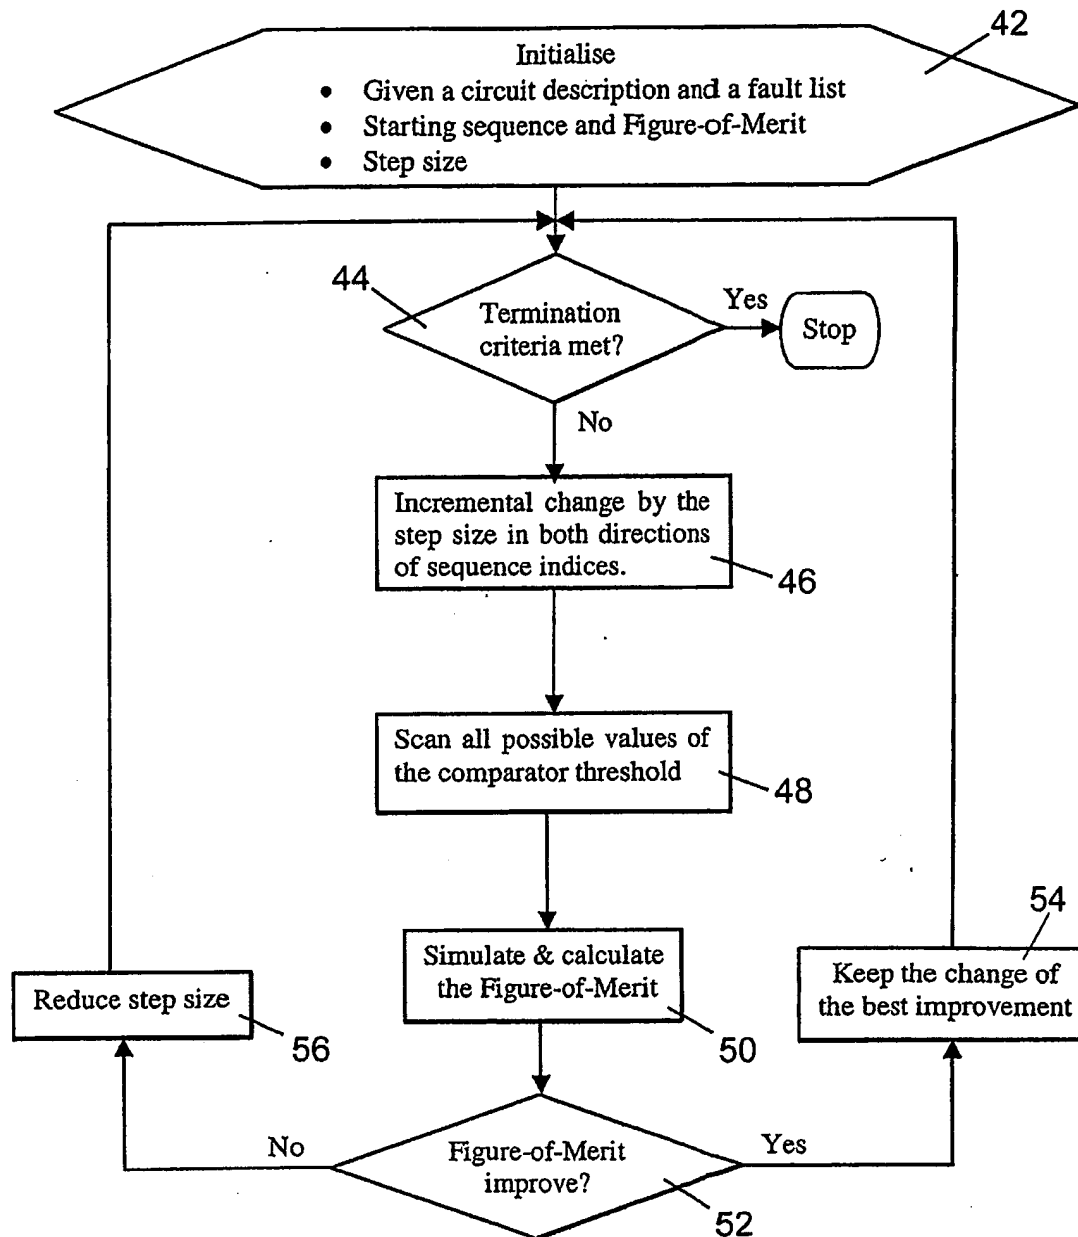 42
Initialise
• Given a circuit description and a fault list
• Starting sequence and Figure-of-Merit
• Step size
44
Termination
criteria met?
Yes
Stop
No
Incremental change by the
step size in both directions
of sequence indices.
46
Scan all possible values of
the comparator threshold
48
54
Simulate & calculate
the Figure-of-Merit
50
Keep the change of
the best improvement
Reduce step size
56
No
Figure-of-Merit
improve?
Yes
52